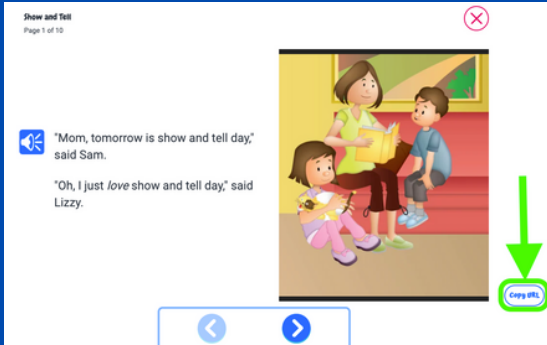 Show and Tell
Page 1 of 10
"Mom, tomorrow is show and tell day,"
said Sam.
"Oh, I just love show and tell day," said
Lizzy.
Copy URL